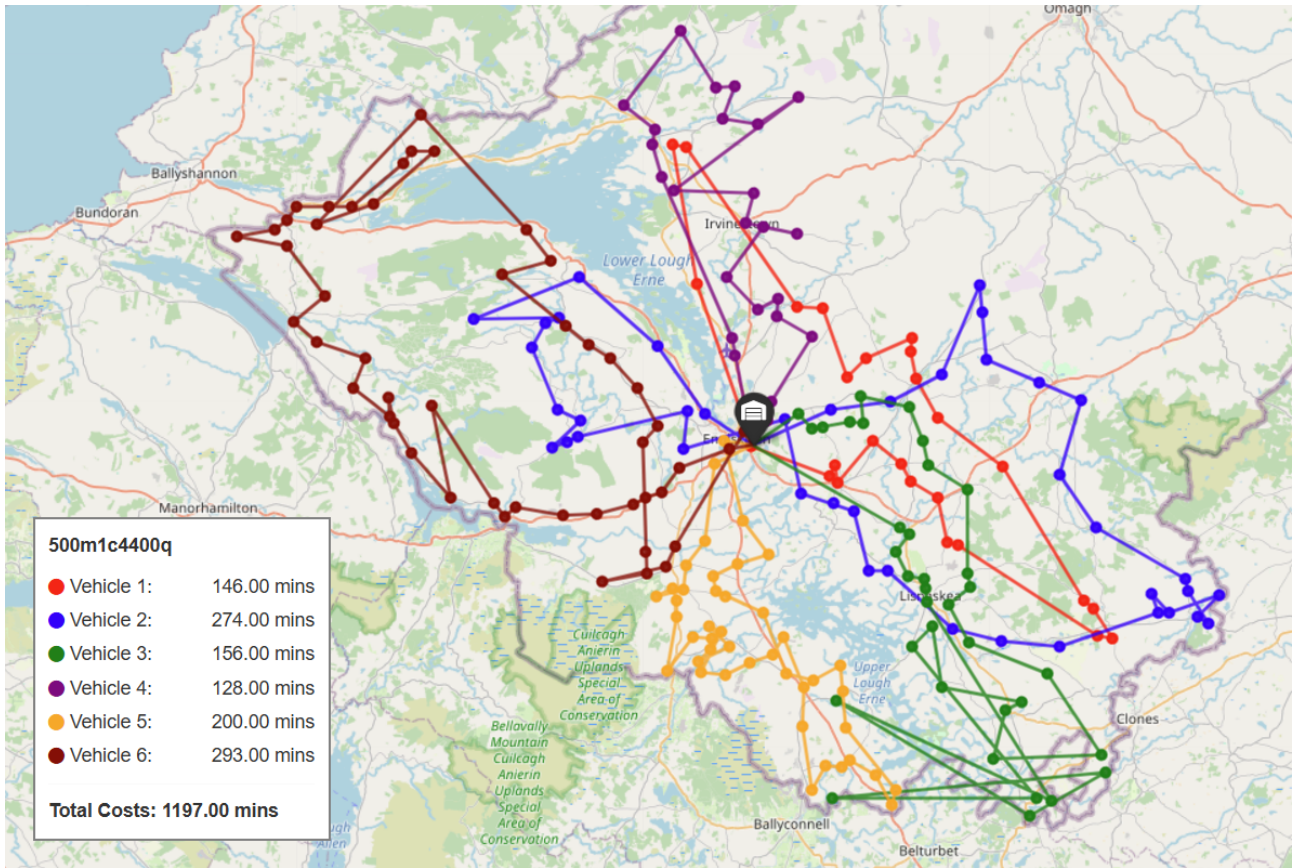 Omagh
Ballyshannon
Bundoran
Lower Lough
Erne
Manorhamilton
500m1c4400q
Vehicle 1: 146.00 mins
Vehicle 2: 274.00 mins
Vehicle 3: 156.00 mins
Vehicle 4: 128.00 mins
Vehicle 5: 200.00 mins
Vehicle 6: 293.00 mins
Total Costs: 1197.00 mins
Cuilcagh
Anierin
Uplands
Special
Area of
Conservation
Upper
Lough
Erne
Bellavally
Mountain
Cuilcagh
Anierin
Uplands
Special
Area of
Conservation
Clones
Ballyconnell
Belturbet